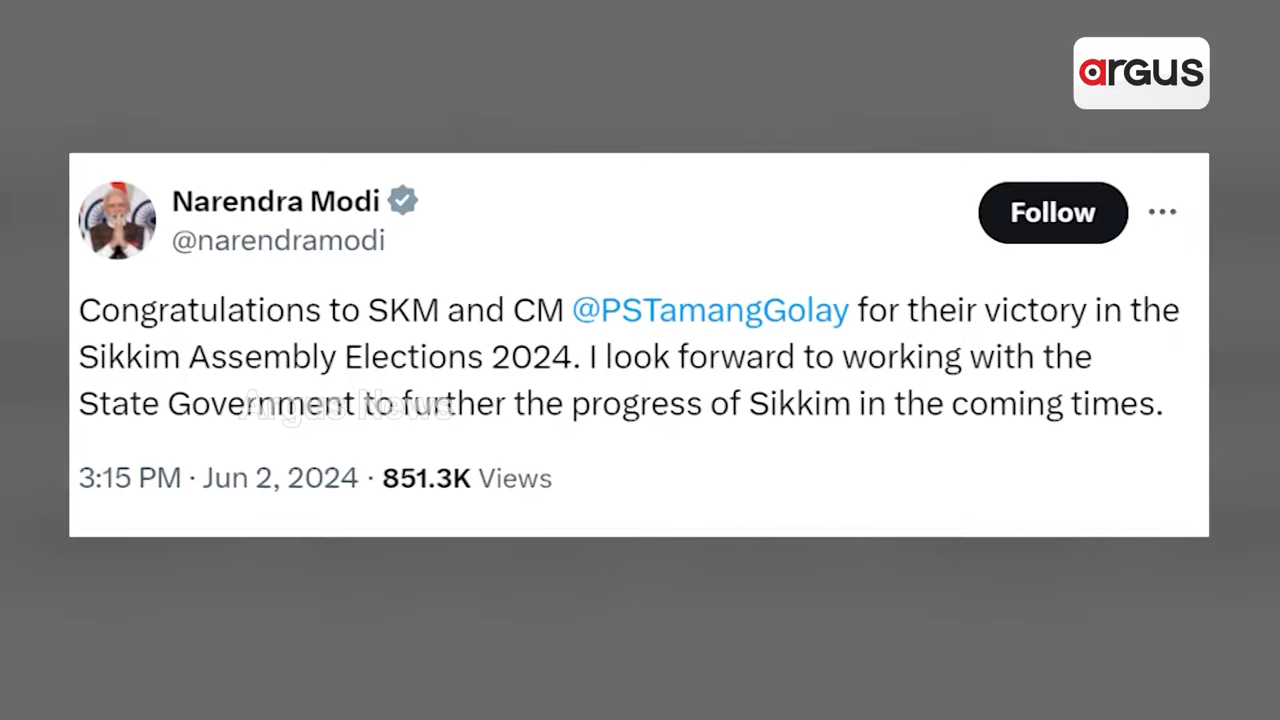 argus
Narendra Modi
@narendramodi
Follow
Congratulations to SKM and CM @PSTamangGolay for their victory in the
Sikkim Assembly Elections 2024. I look forward to working with the
State Government to further the progress of Sikkim in the coming times.
Argus News
3:15 PM · Jun 2, 2024 · 851.3K Views